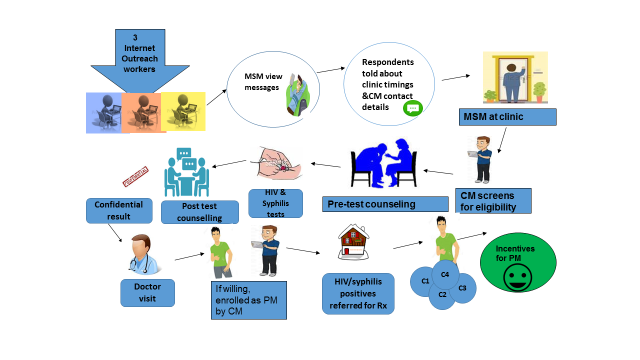 3
Internet
Outreach
workers
MSM view
messages
Respondents
told about
clinic timings
&CM contact
details
MSM at clinic
CM screens
for eligibility
Pre-test counseling
HIV &
Syphilis
tests
Post test
counselling
Confidential
result
Doctor
visit
If willing,
enrolled as PM
by CM
HIV/syphilis
positives
referred for Rx
C1
C4
C2
C3
Incentives
for PM